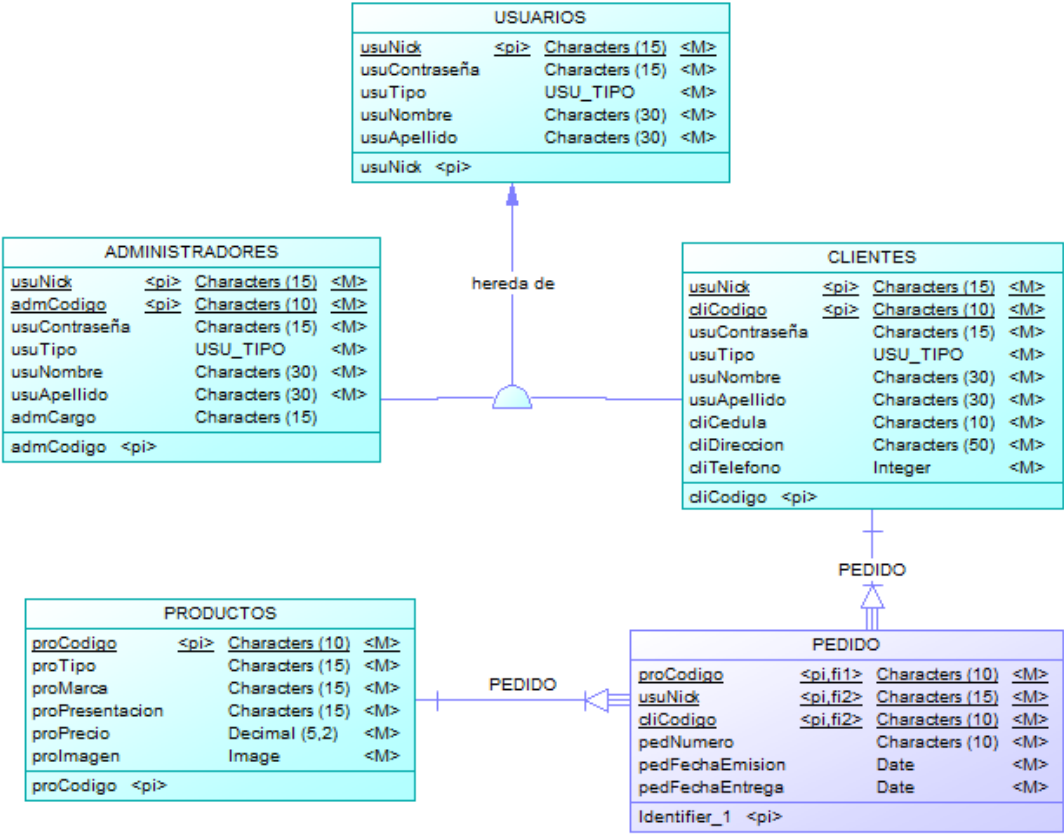 USUARIOS
usuNick <pi> Characters (15) <M>
usuContraseña Characters (15) <M>
usuTipo USU_TIPO <M>
usuNombre Characters (30) <M>
usuApellido Characters (30) <M>
usuNick <pi>
hereda de
ADMINISTRADORES
usuNick <pi> Characters (15) <M>
admCodigo <pi> Characters (10) <M>
usuContraseña Characters (15) <M>
usuTipo USU_TIPO <M>
usuNombre Characters (30) <M>
usuApellido Characters (30) <M>
admCargo Characters (15)
admCodigo <pi>
CLIENTES
usuNick <pi> Characters (15) <M>
cliCodigo <pi> Characters (10) <M>
usuContraseña Characters (15) <M>
usuTipo USU_TIPO <M>
usuNombre Characters (30) <M>
usuApellido Characters (30) <M>
cliCedula Characters (10) <M>
cliDireccion Characters (50) <M>
cliTelefono Integer <M>
cliCodigo <pi>
PEDIDO
PRODUCTOS
proCodigo <pi> Characters (10) <M>
proTipo Characters (15) <M>
proMarca Characters (15) <M>
proPresentacion Characters (15) <M>
proPrecio Decimal (5,2) <M>
proImagen Image <M>
proCodigo <pi>
PEDIDO
PEDIDO
proCodigo <pi,fi1> Characters (10) <M>
usuNick <pi,fi2> Characters (15) <M>
cliCodigo <pi,fi2> Characters (10) <M>
pedNumero Characters (10) <M>
pedFechaEmision Date <M>
pedFechaEntrega Date <M>
Identifier_1 <pi>